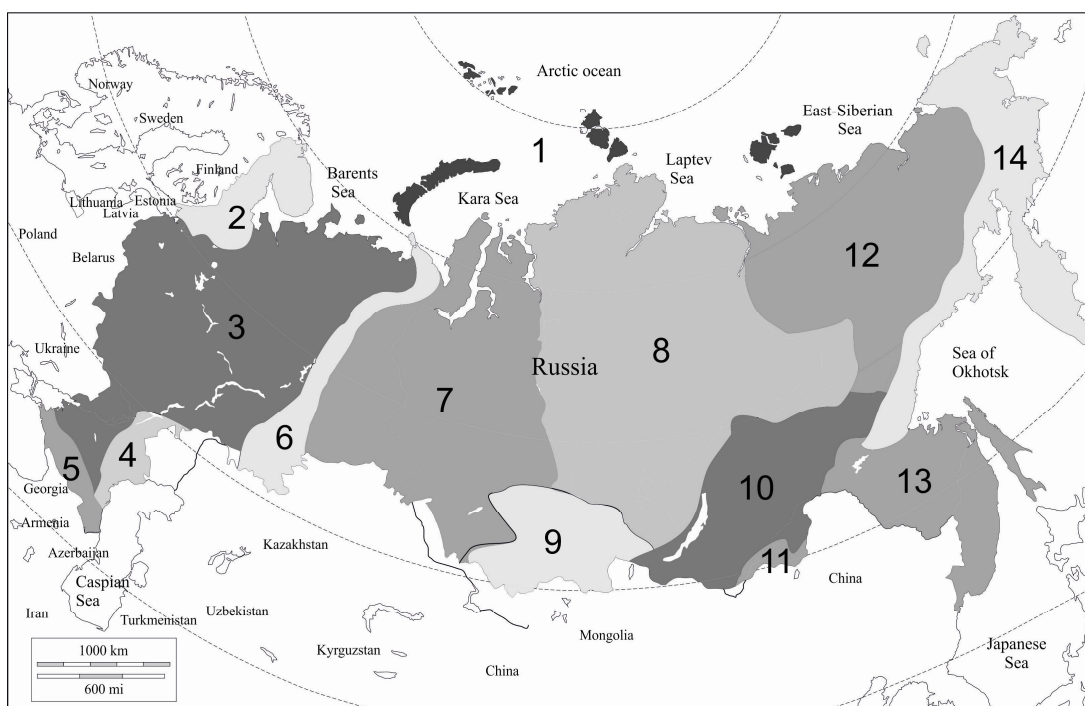 Norway
Arctic ocean
Sweden
East-Siberian
Sea
Finland
Barents
Sea
1
Laptev
Sea
14
Kara Sea
Lithuania
Estonia
Latvia
2
Poland
Belarus
12
3
Ukraine
Russia
8
Sea of
Okhotsk
7
6
4
5
Georgia
10
13
Armenia
9
11
Azerbaijan
Kazakhstan
China
Caspian
Sea
Iran
Turkmenistan
Uzbekistan
Mongolia
Kyrguzstan
China
Japanese
Sea
1000 km
600 mi